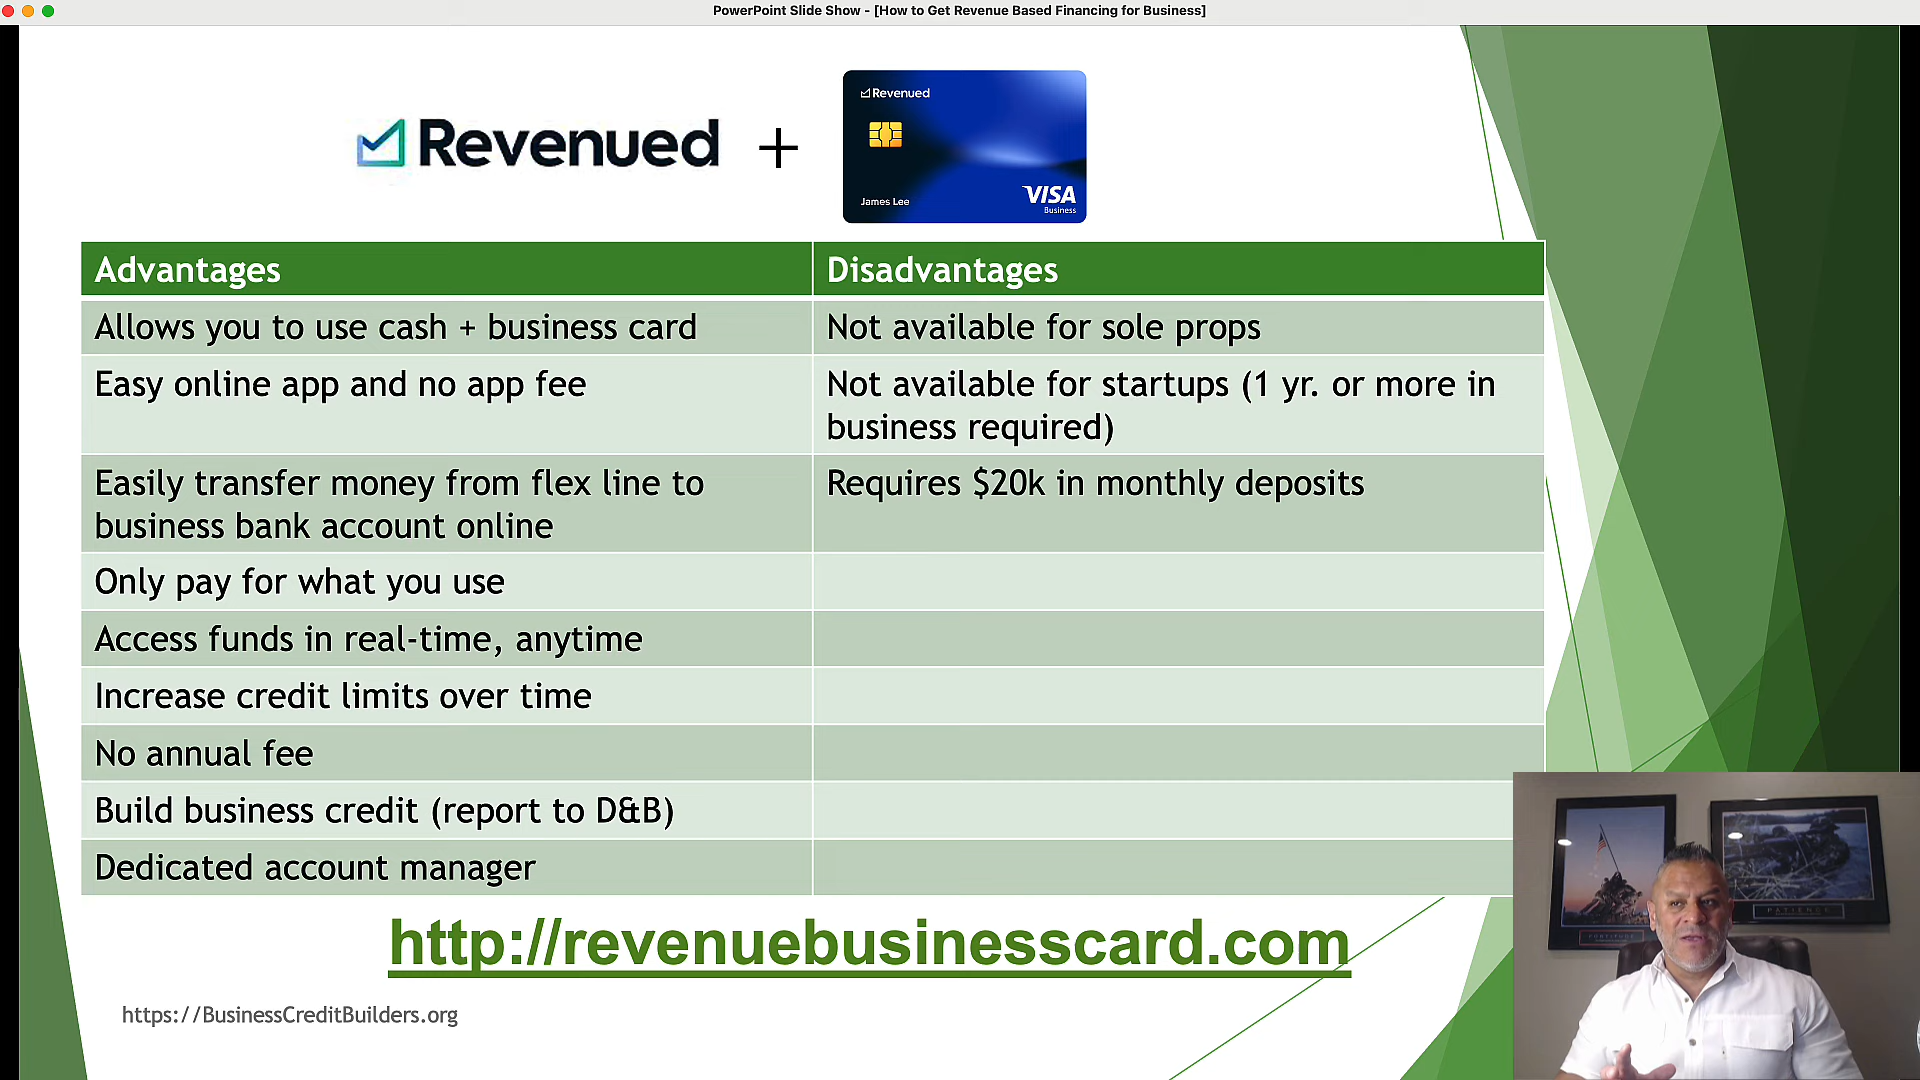 PowerPoint Slide Show - [How to Get Revenue Based Financing for Business]
Revenued
+
Revenued
James Lee
VISA
Business
Advantages
Disadvantages
Allows you to use cash + business card
Not available for sole props
Easy online app and no app fee
Not available for startups (1 yr. or more in
business required)
Easily transfer money from flex line to
business bank account online
Requires $20k in monthly deposits
Only pay for what you use
Access funds in real-time, anytime
Increase credit limits over time
No annual fee
Build business credit (report to D&B)
Dedicated account manager
http://revenuebusinesscard.com
https://BusinessCreditBuilders.org
FORTITUDE
PATIENCE